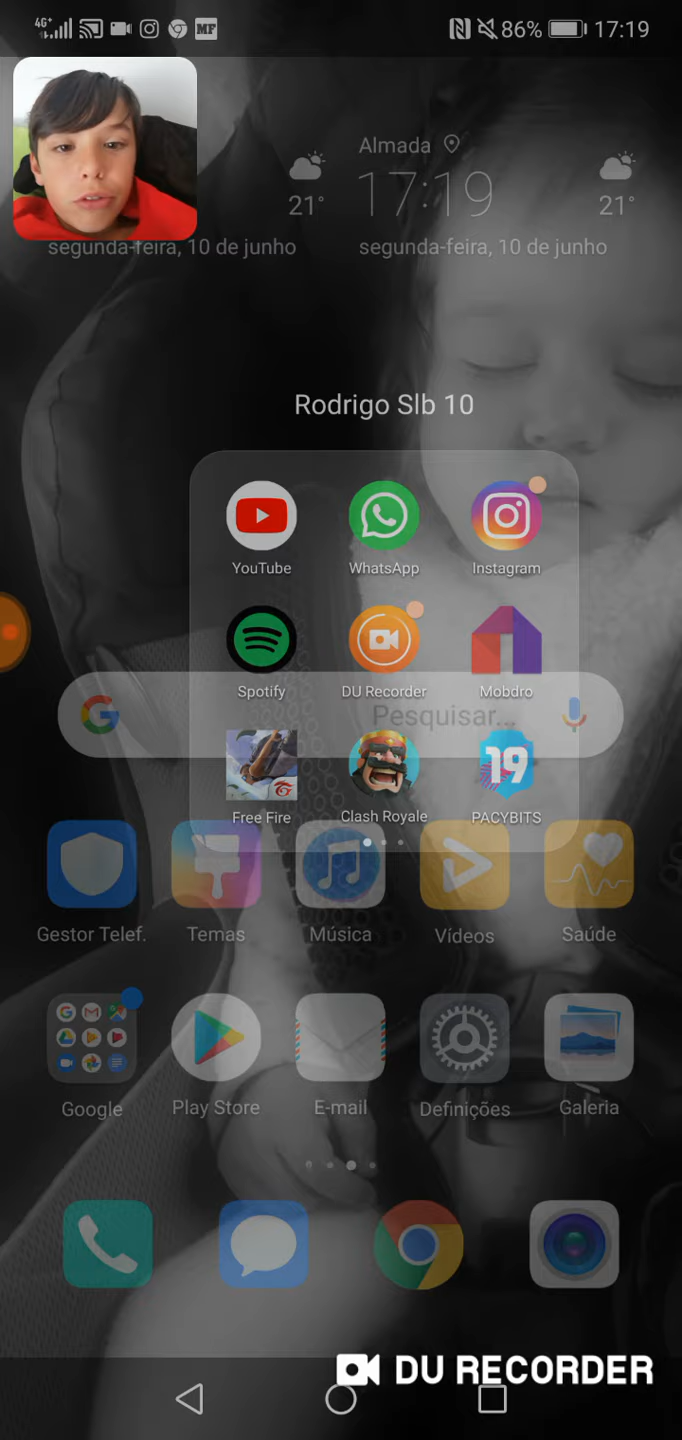 4G+
MF
86%
17:19
Almada
17:19
21°
21°
segunda-feira, 10 de junho
segunda-feira, 10 de junho
Rodrigo Slb 10
YouTube
WhatsApp
Instagram
Spotify
DU Recorder
Mobdro
Pesquisar...
19
Free Fire
Clash Royale
PACYBITS
Gestor Telef.
Temas
Música
Vídeos
Saúde
Google
Play Store
E-mail
Definições
Galeria
DU RECORDER